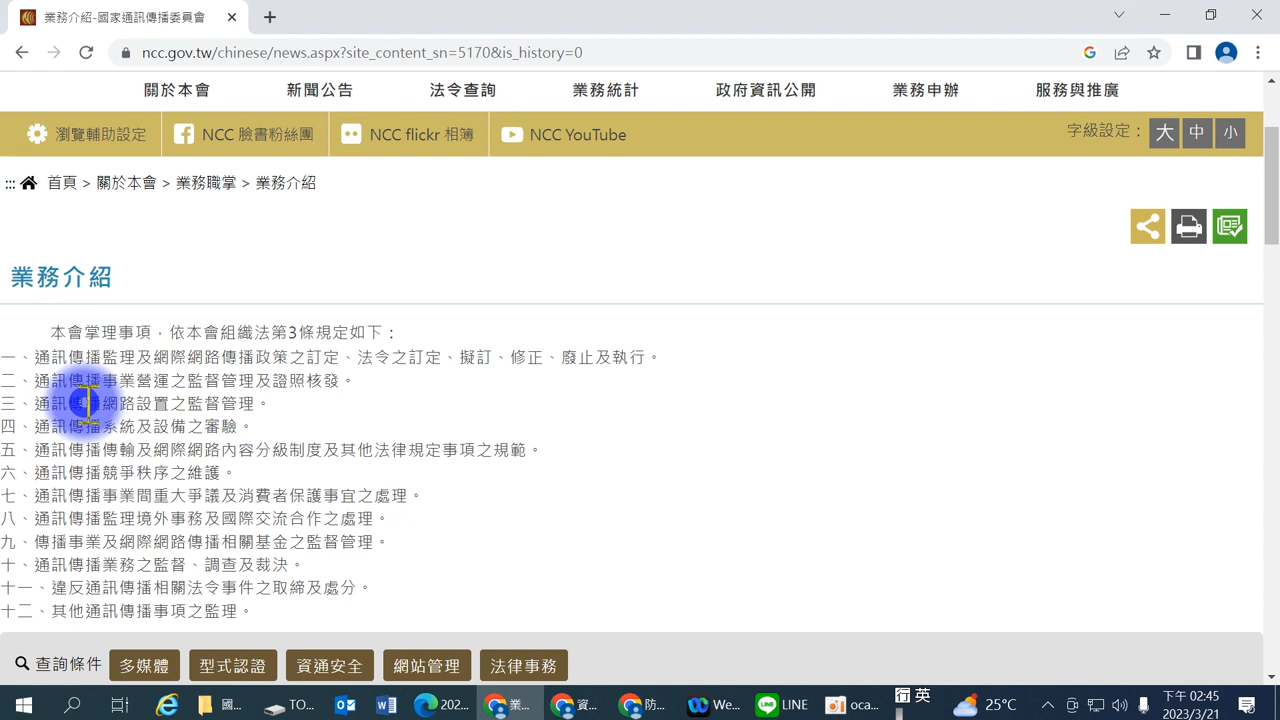 業務介紹-國家通訊傳播委員會
ncc.gov.tw/chinese/news.aspx?site_content_sn=5170&is_history=0
關於本會 新聞公告 法令查詢 業務統計 政府資訊公開 業務申辦 服務與推廣
瀏覽輔助設定 NCC 臉書粉絲團 NCC flickr 相簿 NCC YouTube 字級設定： 大 中 小
::: 首頁 > 關於本會 > 業務職掌 > 業務介紹
業務介紹
本會掌理事項，依本會組織法第3條規定如下：
一、通訊傳播監理及網際網路傳播政策之訂定、法令之訂定、擬訂、修正、廢止及執行。
二、通訊傳播事業營運之監督管理及證照核發。
三、通訊傳播網路設置之監督管理。
四、通訊傳播系統及設備之審驗。
五、通訊傳播傳輸及網際網路內容分級制度及其他法律規定事項之規範。
六、通訊傳播競爭秩序之維護。
七、通訊傳播事業間重大爭議及消費者保護事宜之處理。
八、通訊傳播監理境外事務及國際交流合作之處理。
九、傳播事業及網際網路傳播相關基金之監督管理。
十、通訊傳播業務之監督、調查及裁決。
十一、違反通訊傳播相關法令事件之取締及處分。
十二、其他通訊傳播事項之監理。
查詢條件 多媒體 型式認證 資通安全 網站管理 法律事務
國... TO... 202... 業... 資... 防... We... LINE oca... 行 英 25°C 下午 02:45
2023/3/21